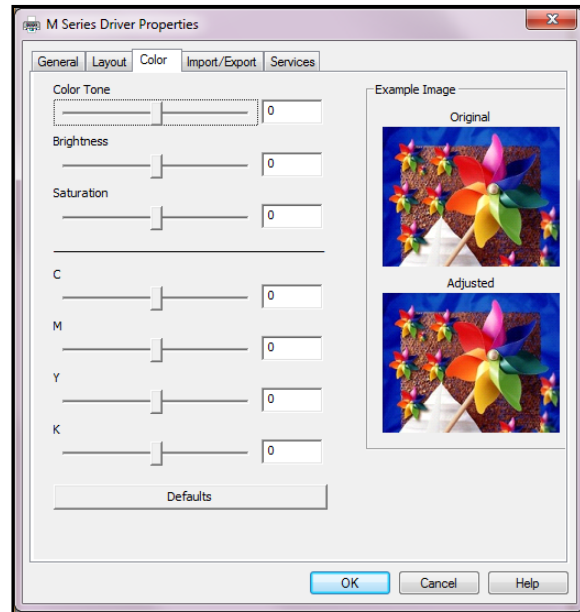 M Series Driver Properties
General Layout Color Import/Export Services
Color Tone
0
Brightness
0
Saturation
0
C
0
M
0
Y
0
K
0
Defaults
Example Image
Original
Adjusted
OK Cancel Help